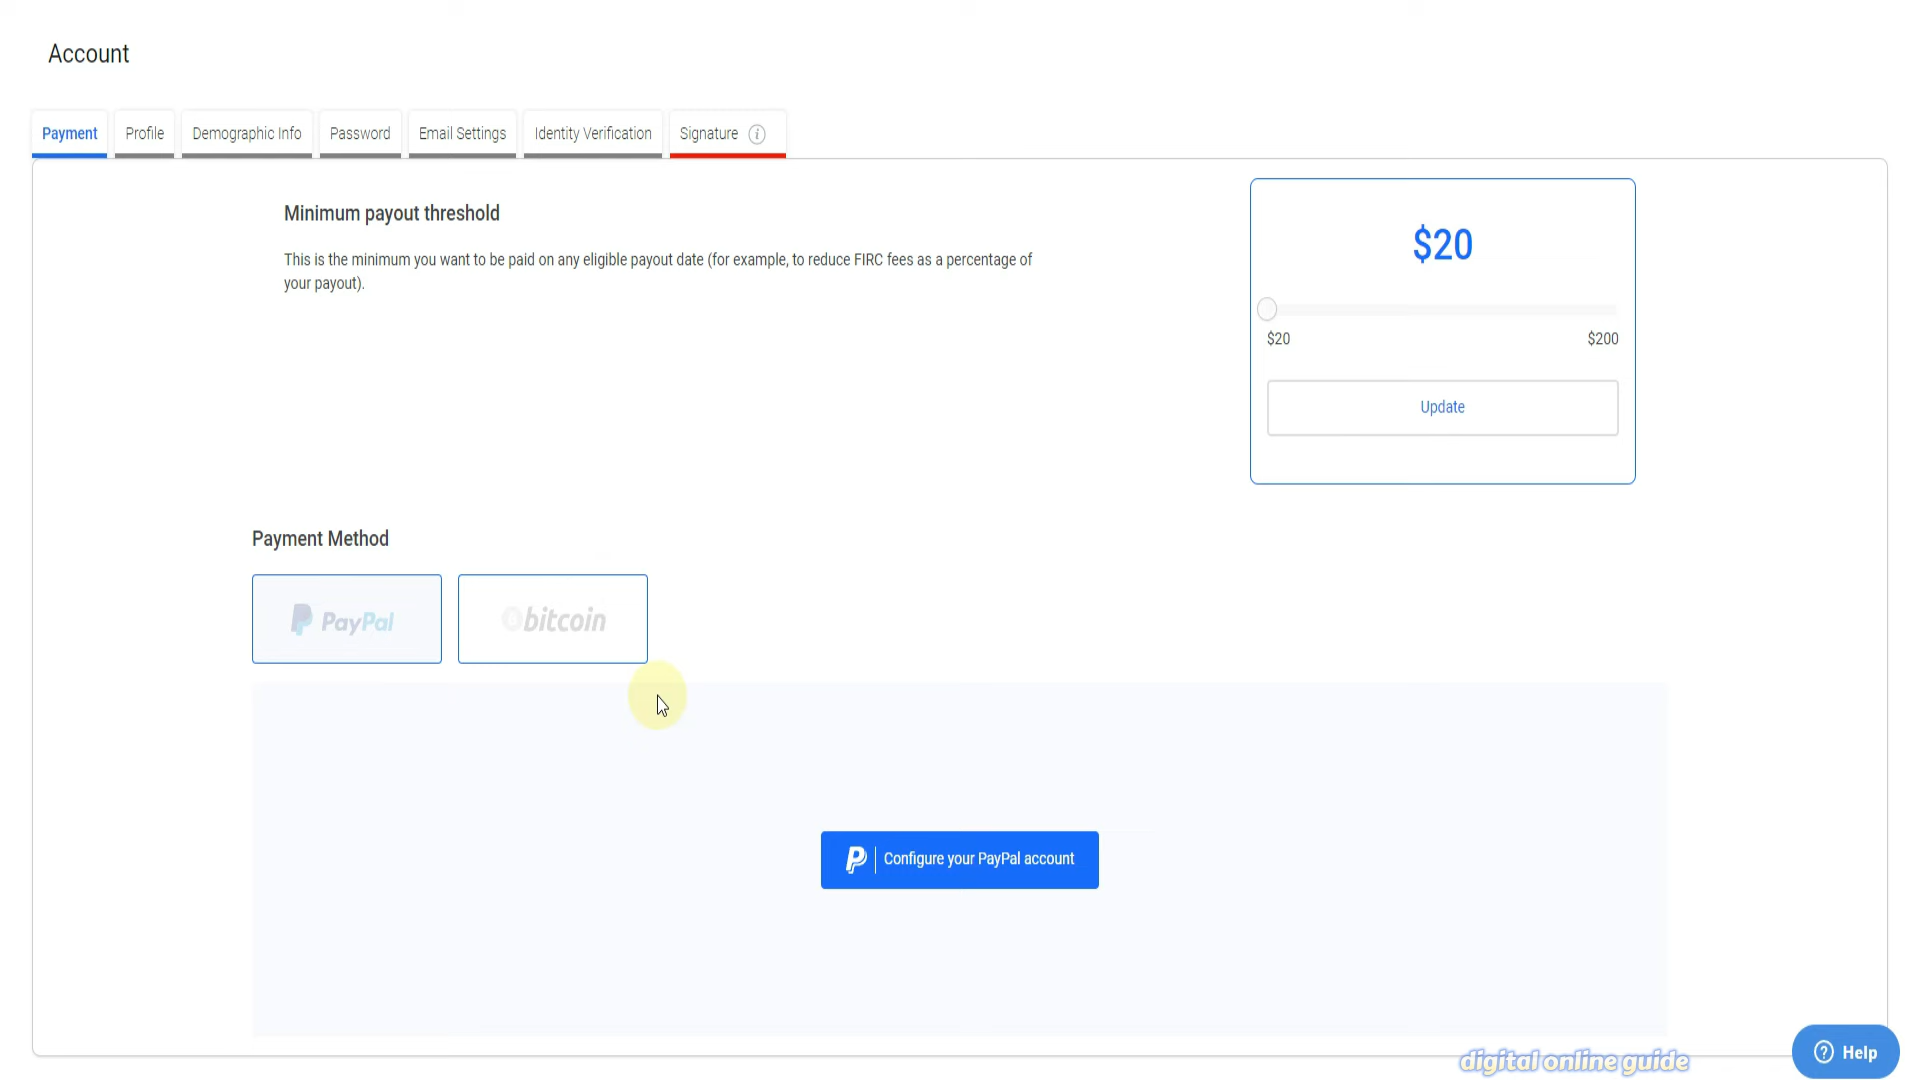 Account
Payment
Profile
Demographic Info
Password
Email Settings
Identity Verification
Signature
Minimum payout threshold
This is the minimum you want to be paid on any eligible payout date (for example, to reduce FIRC fees as a percentage of
your payout).
$20
$20
$200
Update
Payment Method
PayPal
bitcoin
Configure your PayPal account
digital online guide
Help